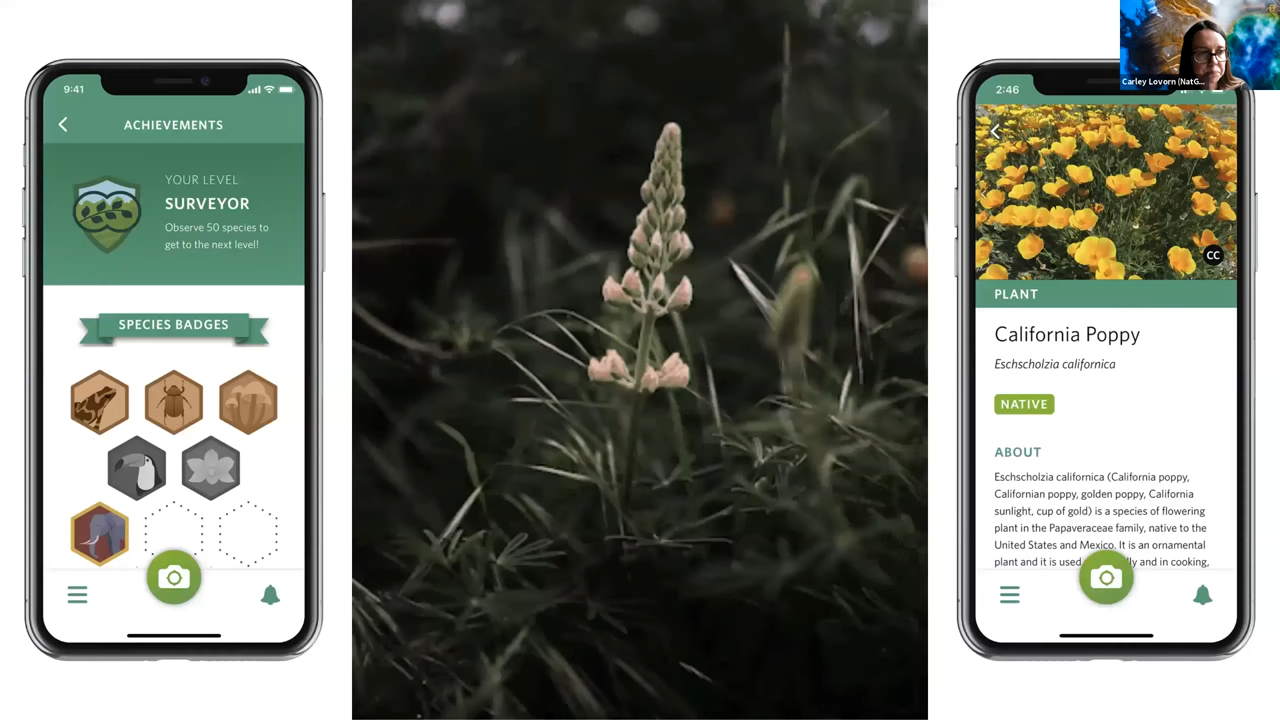 9:41
ACHIEVEMENTS
YOUR LEVEL
SURVEYOR
Observe 50 species to
get to the next level!
SPECIES BADGES
Carley Lovorn (NatG...
2:46
CC
PLANT
California Poppy
Eschscholzia californica
NATIVE
ABOUT
Eschscholzia californica (California poppy,
Californian poppy, golden poppy, California
sunlight, cup of gold) is a species of flowering
plant in the Papaveraceae family, native to the
United States and Mexico. It is an ornamental
plant and it is used lly and in cooking,